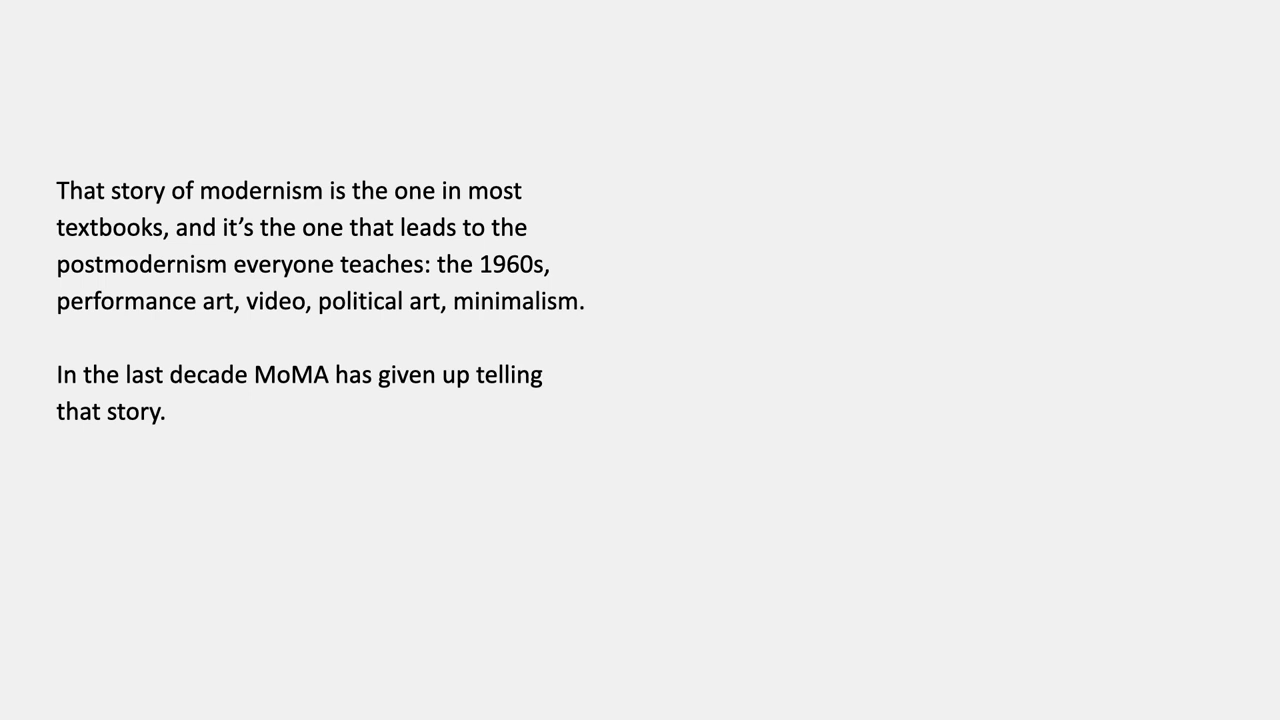 That story of modernism is the one in most
textbooks, and it’s the one that leads to the
postmodernism everyone teaches: the 1960s,
performance art, video, political art, minimalism.
In the last decade MoMA has given up telling
that story.